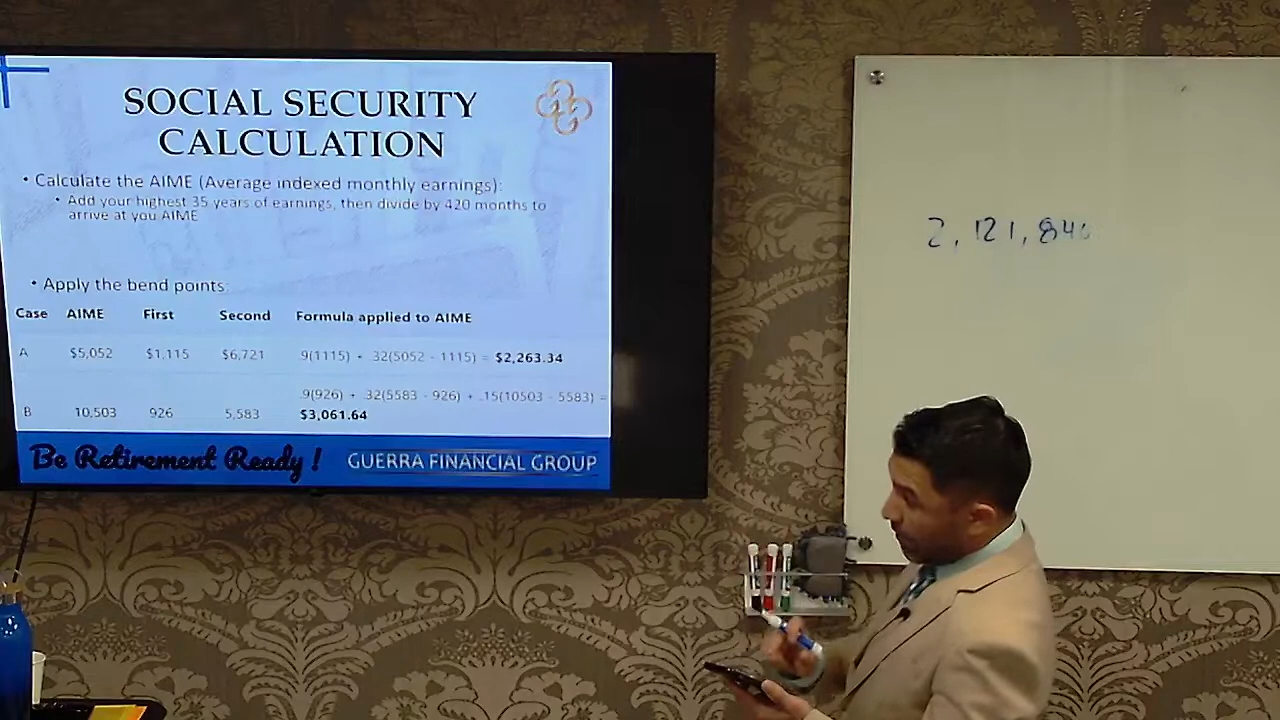 SOCIAL SECURITY
CALCULATION
• Calculate the AIME (Average indexed monthly earnings):
• Add your highest 35 years of earnings, then divide by 420 months to
arrive at you AIME
• Apply the bend points:
Case AIME First Second Formula applied to AIME
A $5,052 $1,115 $6,721 .9(1115) + .32(5052 - 1115) = $2,263.34
.9(926) + .32(5583 - 926) + .15(10503 - 5583) =
B 10,503 926 5,583 $3,061.64
Be Retirement Ready !
GUERRA FINANCIAL GROUP
2,121,840